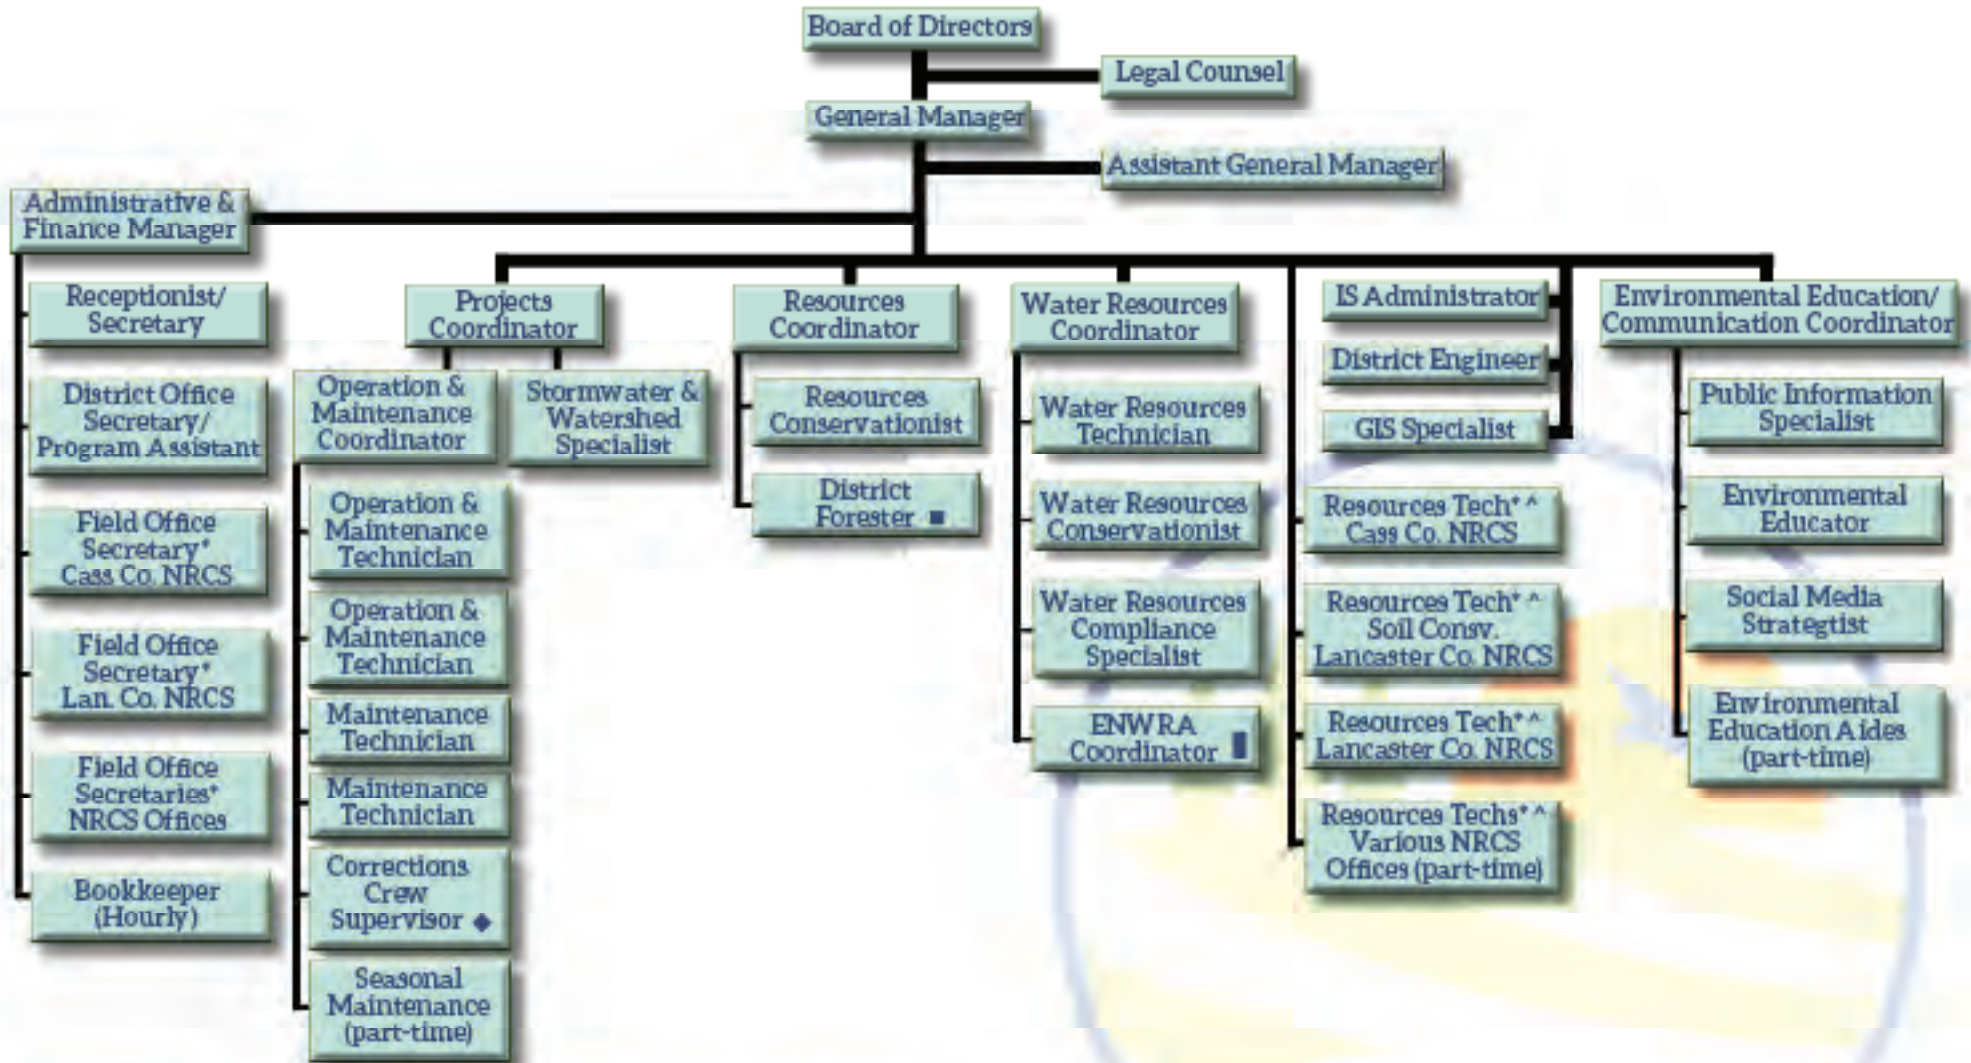 Board of Directors
Legal Counsel
General Manager
Assistant General Manager
Administrative &
Finance Manager
Receptionist/
Secretary
District Office
Secretary/
Program Assistant
Field Office
Secretary*
Cass Co. NRCS
Field Office
Secretary*
Lan. Co. NRCS
Field Office
Secretaries*
NRCS Offices
Bookkeeper
(Hourly)
Projects
Coordinator
Operation &
Maintenance
Coordinator
Stormwater &
Watershed
Specialist
Operation &
Maintenance
Technician
Operation &
Maintenance
Technician
Maintenance
Technician
Maintenance
Technician
Corrections
Crew
Supervisor ◆
Seasonal
Maintenance
(part-time)
Resources
Coordinator
Resources
Conservationist
District
Forester ■
Water Resources
Coordinator
Water Resources
Technician
Water Resources
Conservationist
Water Resources
Compliance
Specialist
ENWRA
Coordinator ▮
IS Administrator
District Engineer
GIS Specialist
Resources Tech*^
Cass Co. NRCS
Resources Tech*^
Soil Consv.
Lancaster Co. NRCS
Resources Tech*^
Lancaster Co. NRCS
Resources Techs*^
Various NRCS
Offices (part-time)
Environmental Education/
Communication Coordinator
Public Information
Specialist
Environmental
Educator
Social Media
Strategtist
Environmental
Education Aides
(part-time)